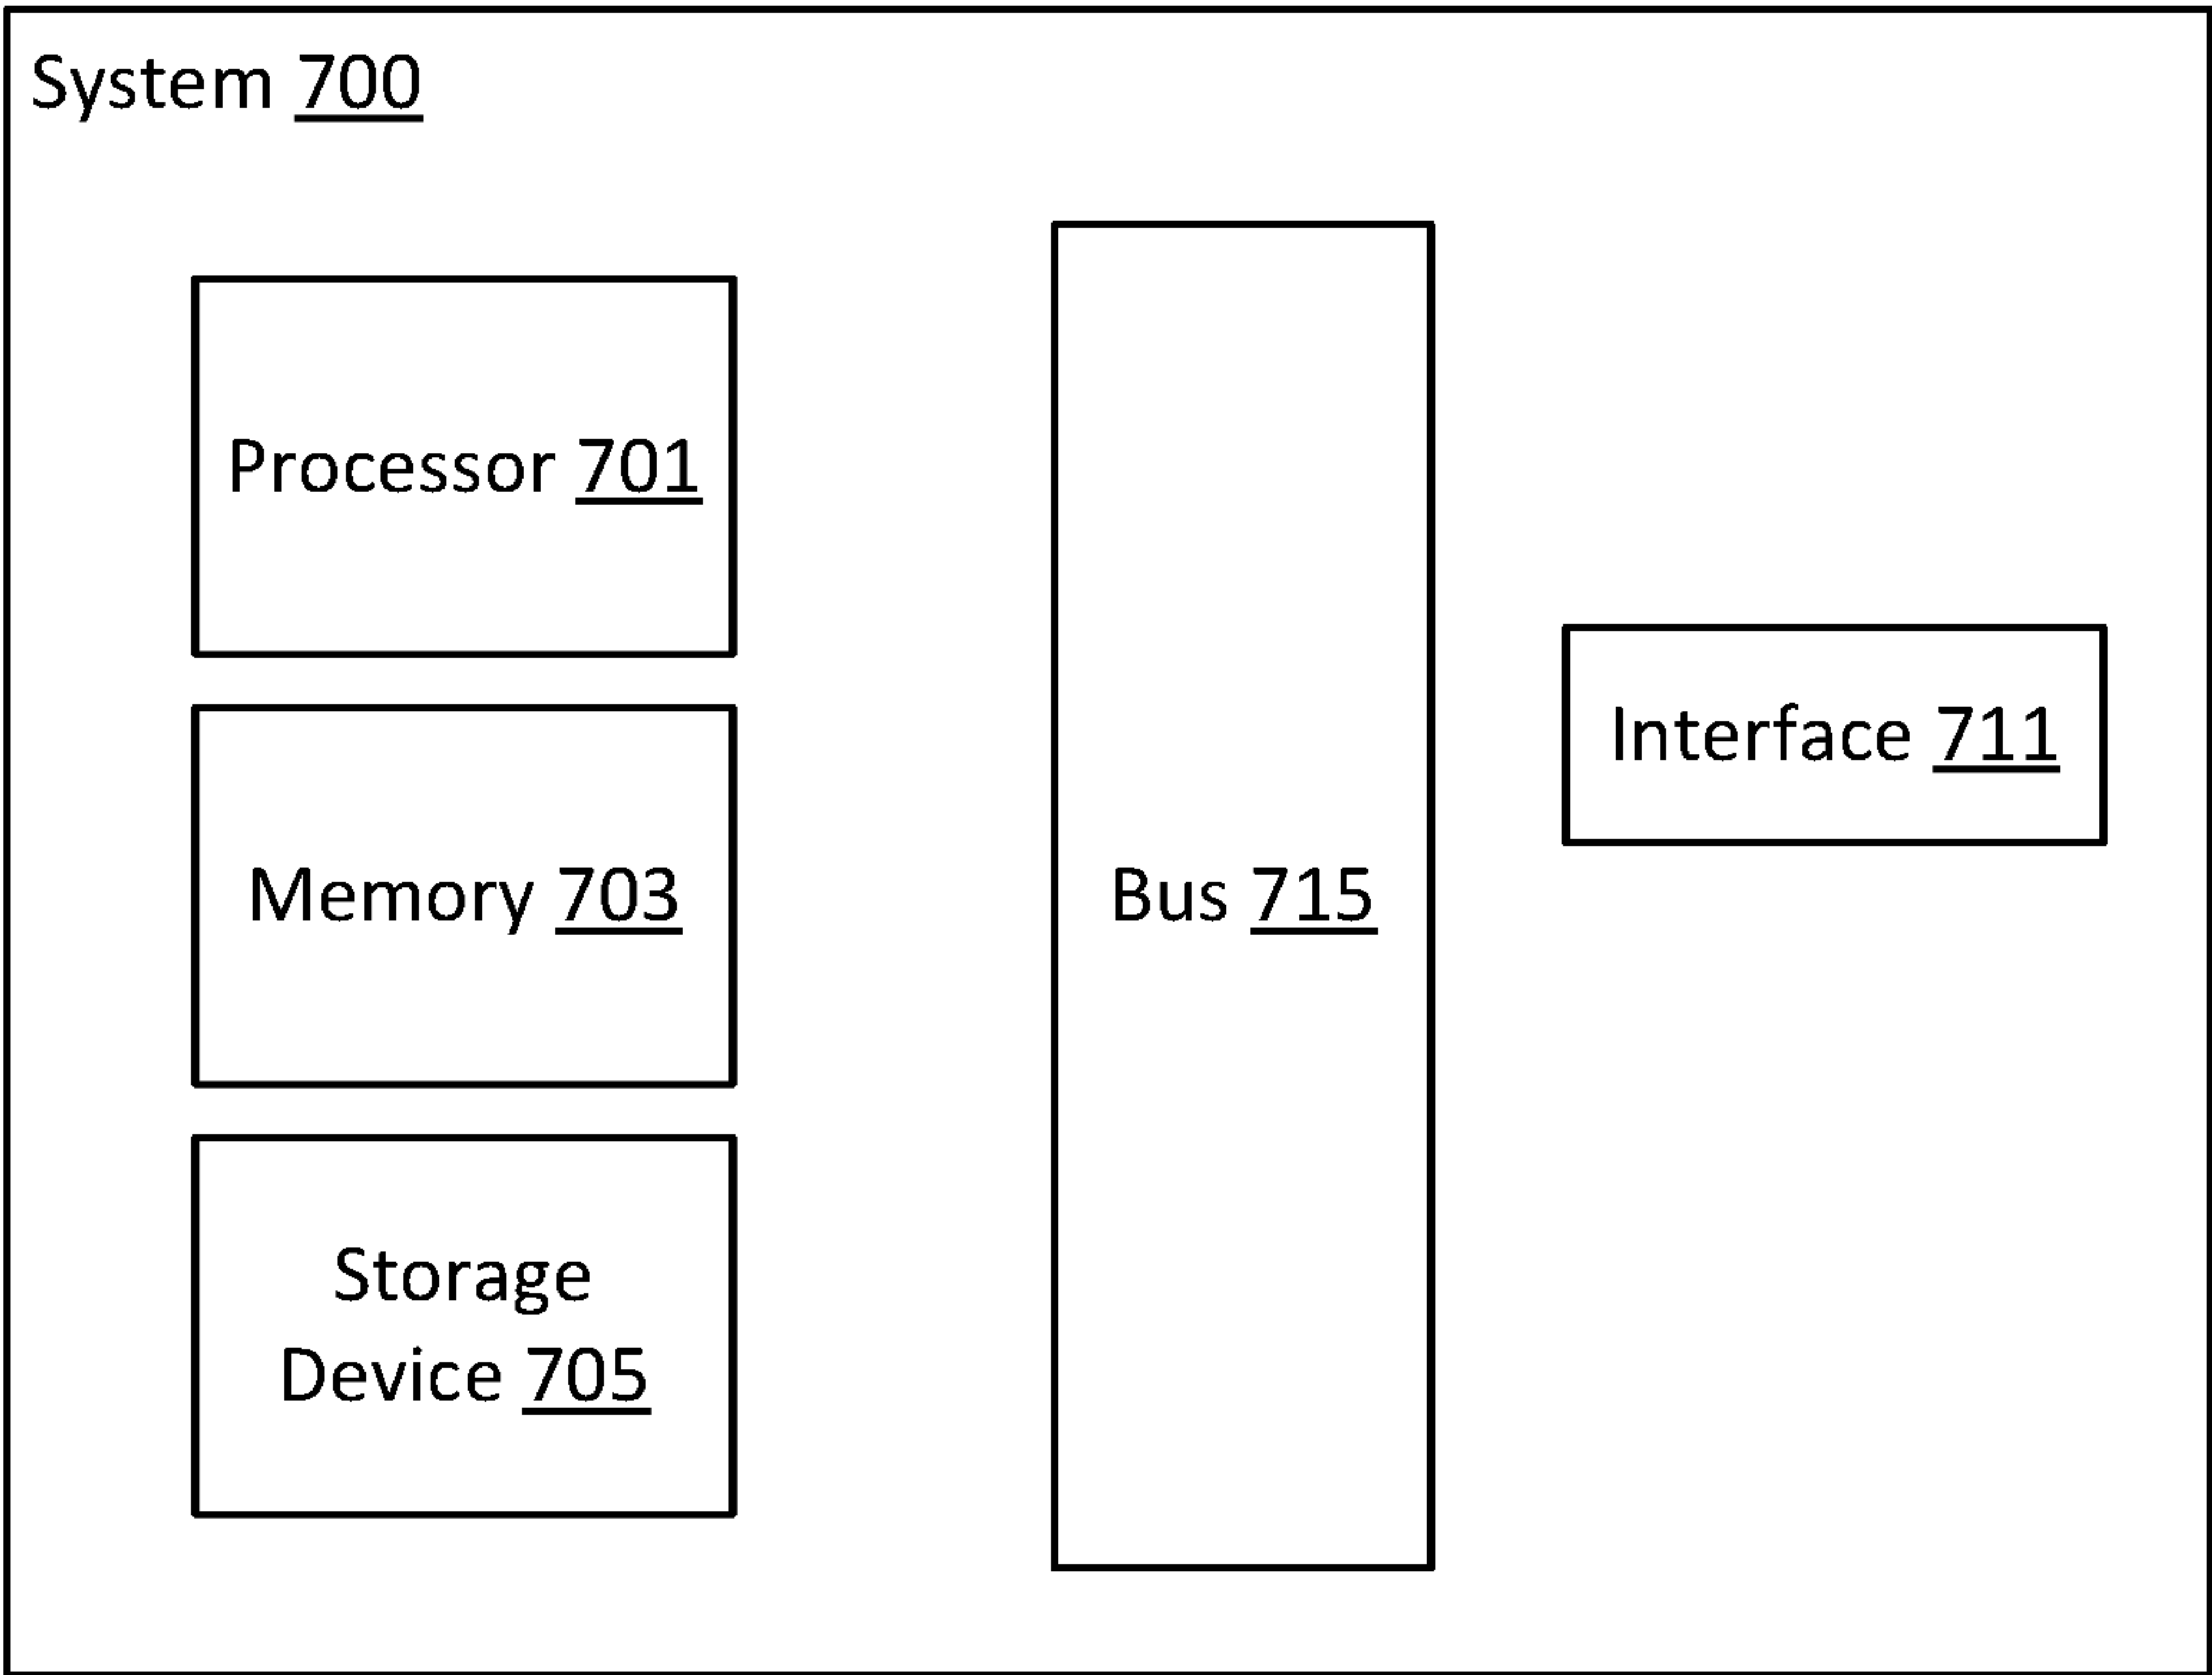 System 700
Processor 701
Memory 703
Storage
Device 705
Bus 715
Interface 711